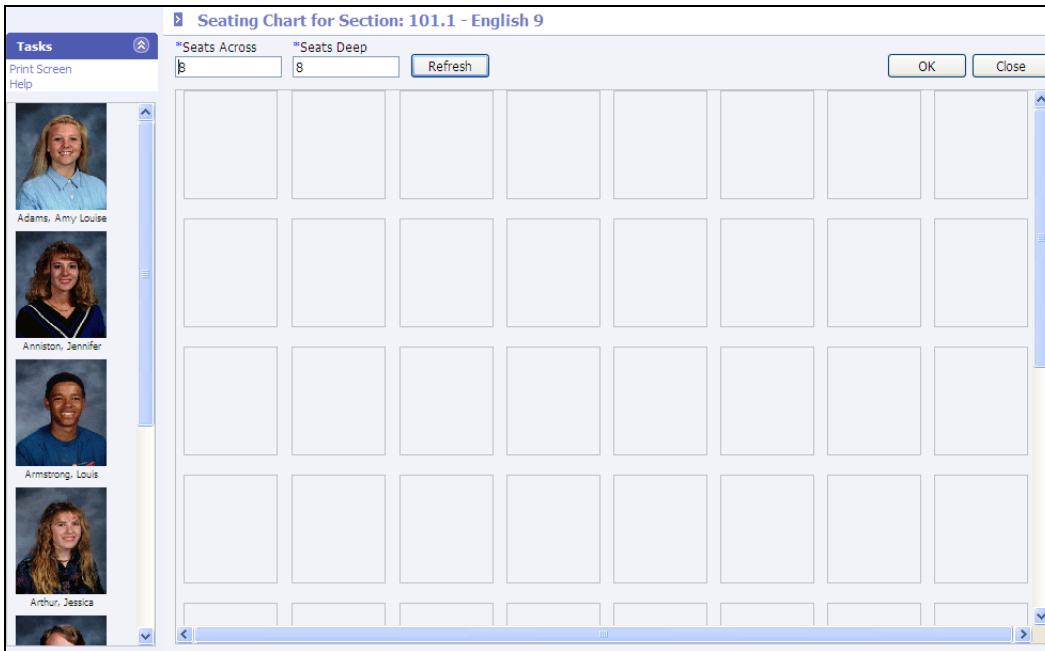 Seating Chart for Section: 101.1 - English 9
Tasks
Print Screen
Help
*Seats Across
*Seats Deep
8
8
Refresh
OK
Close
Adams, Amy Louise
Anniston, Jennifer
Armstrong, Louis
Arthur, Jessica